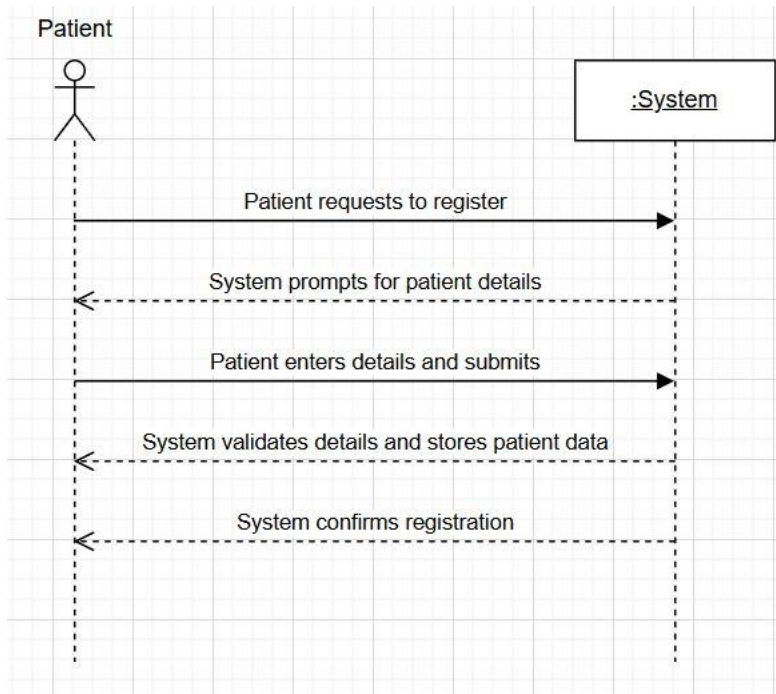 Patient
:System
Patient requests to register
System prompts for patient details
Patient enters details and submits
System validates details and stores patient data
System confirms registration